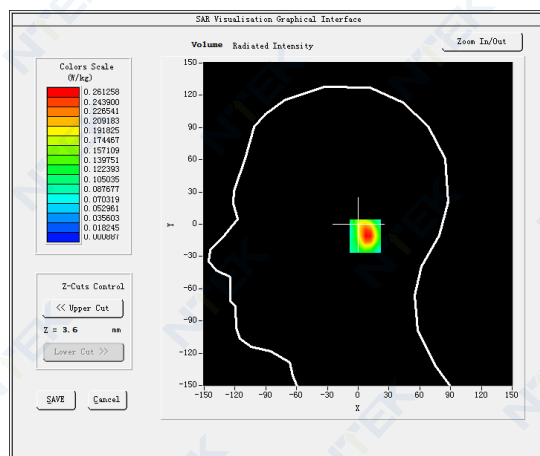 SAR Visualisation Graphical Interface
Volume Radiated Intensity
Zoom In/Out
Colors Scale
(W/kg)
0.261258
0.243900
0.226541
0.209183
0.191825
0.174467
0.157109
0.139751
0.122393
0.105035
0.087677
0.070319
0.052961
0.035603
0.018245
0.000887
Z-Cuts Control
<< Upper Cut
Z = 3.6 mm
Lower Cut >>
SAVE
Cancel
150
120
90
60
30
0
-30
-60
-90
-120
-150
Y
-150 -120 -90 -60 -30 0 30 60 90 120 150
X
NTEK